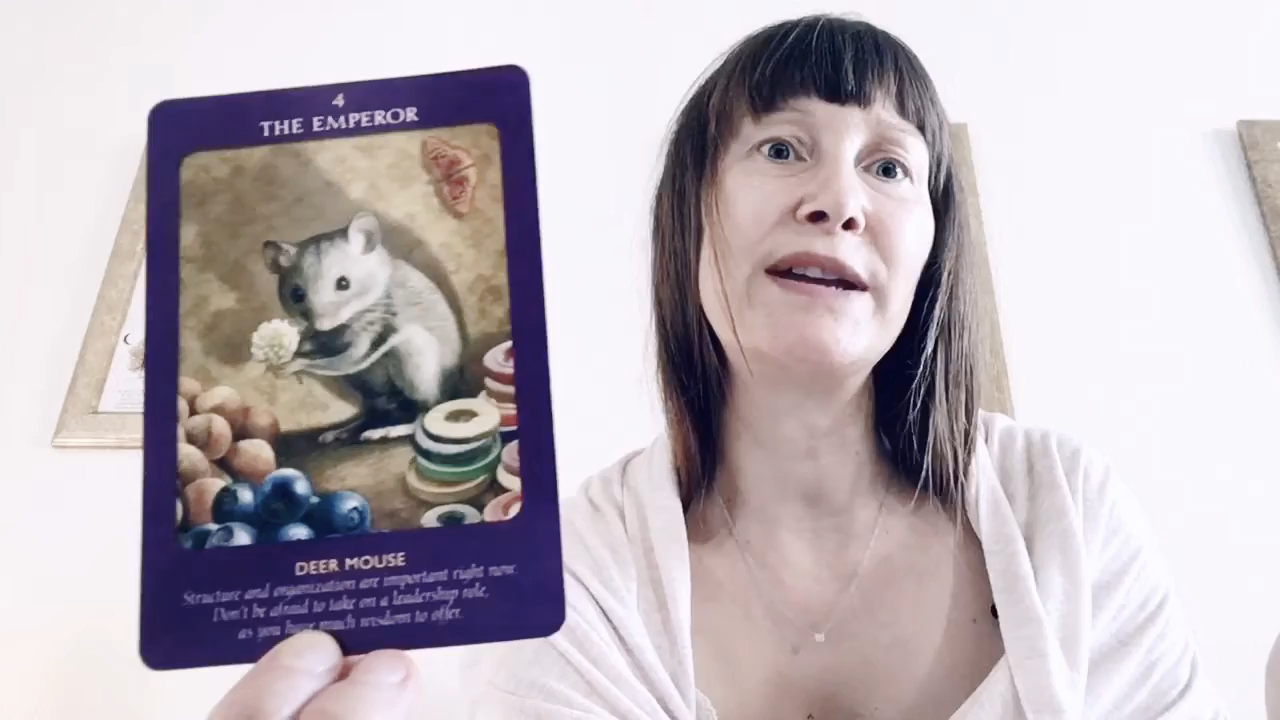 4
THE EMPEROR
DEER MOUSE
Structure and organization are important right now.
Don't be afraid to take on a leadership role,
as you have much wisdom to offer.